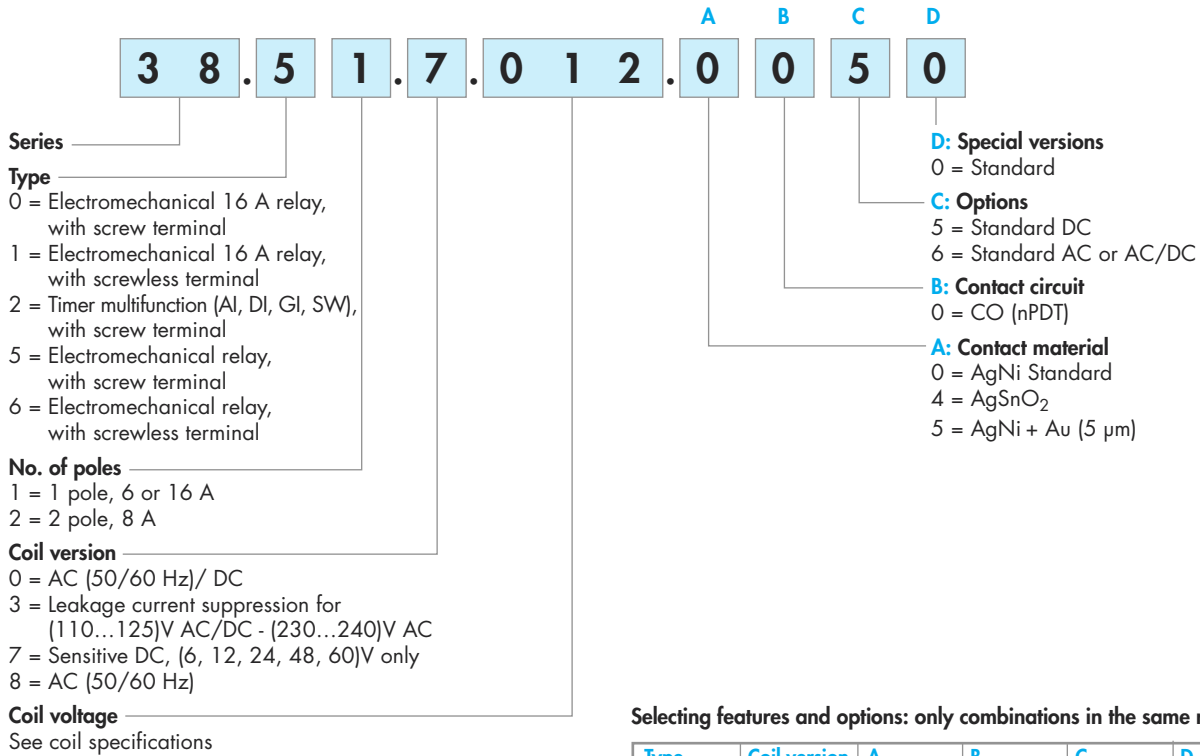 A B C D
3 8 . 5 1 . 7 . 0 1 2 . 0 0 5 0
Series
Type
0 = Electromechanical 16 A relay,
with screw terminal
1 = Electromechanical 16 A relay,
with screwless terminal
2 = Timer multifunction (AI, DI, GI, SW),
with screw terminal
5 = Electromechanical relay,
with screw terminal
6 = Electromechanical relay,
with screwless terminal
No. of poles
1 = 1 pole, 6 or 16 A
2 = 2 pole, 8 A
Coil version
0 = AC (50/60 Hz)/ DC
3 = Leakage current suppression for
(110…125)V AC/DC - (230…240)V AC
7 = Sensitive DC, (6, 12, 24, 48, 60)V only
8 = AC (50/60 Hz)
Coil voltage
See coil specifications
D: Special versions
0 = Standard
C: Options
5 = Standard DC
6 = Standard AC or AC/DC
B: Contact circuit
0 = CO (nPDT)
A: Contact material
0 = AgNi Standard
4 = AgSnO₂
5 = AgNi + Au (5 µm)
Selecting features and options: only combinations in the same
Type Coil version A B C D